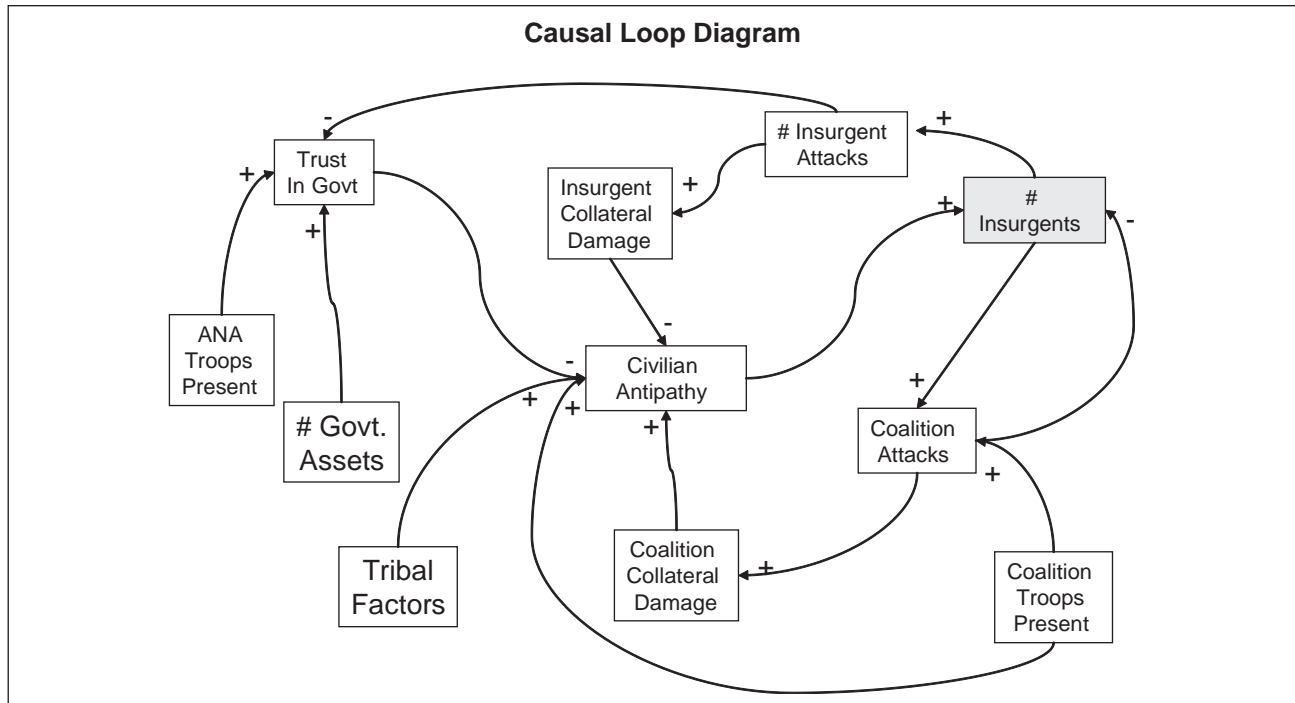 Causal Loop Diagram
-
+
# Insurgent
Attacks
+
Trust
In Govt
+
+
Insurgent
Collateral
Damage
+
#
Insurgents
+
-
ANA
Troops
Present
-
-
Civilian
Antipathy
+
+
+
# Govt.
Assets
+
Coalition
Attacks
+
Tribal
Factors
Coalition
Collateral
Damage
+
Coalition
Troops
Present